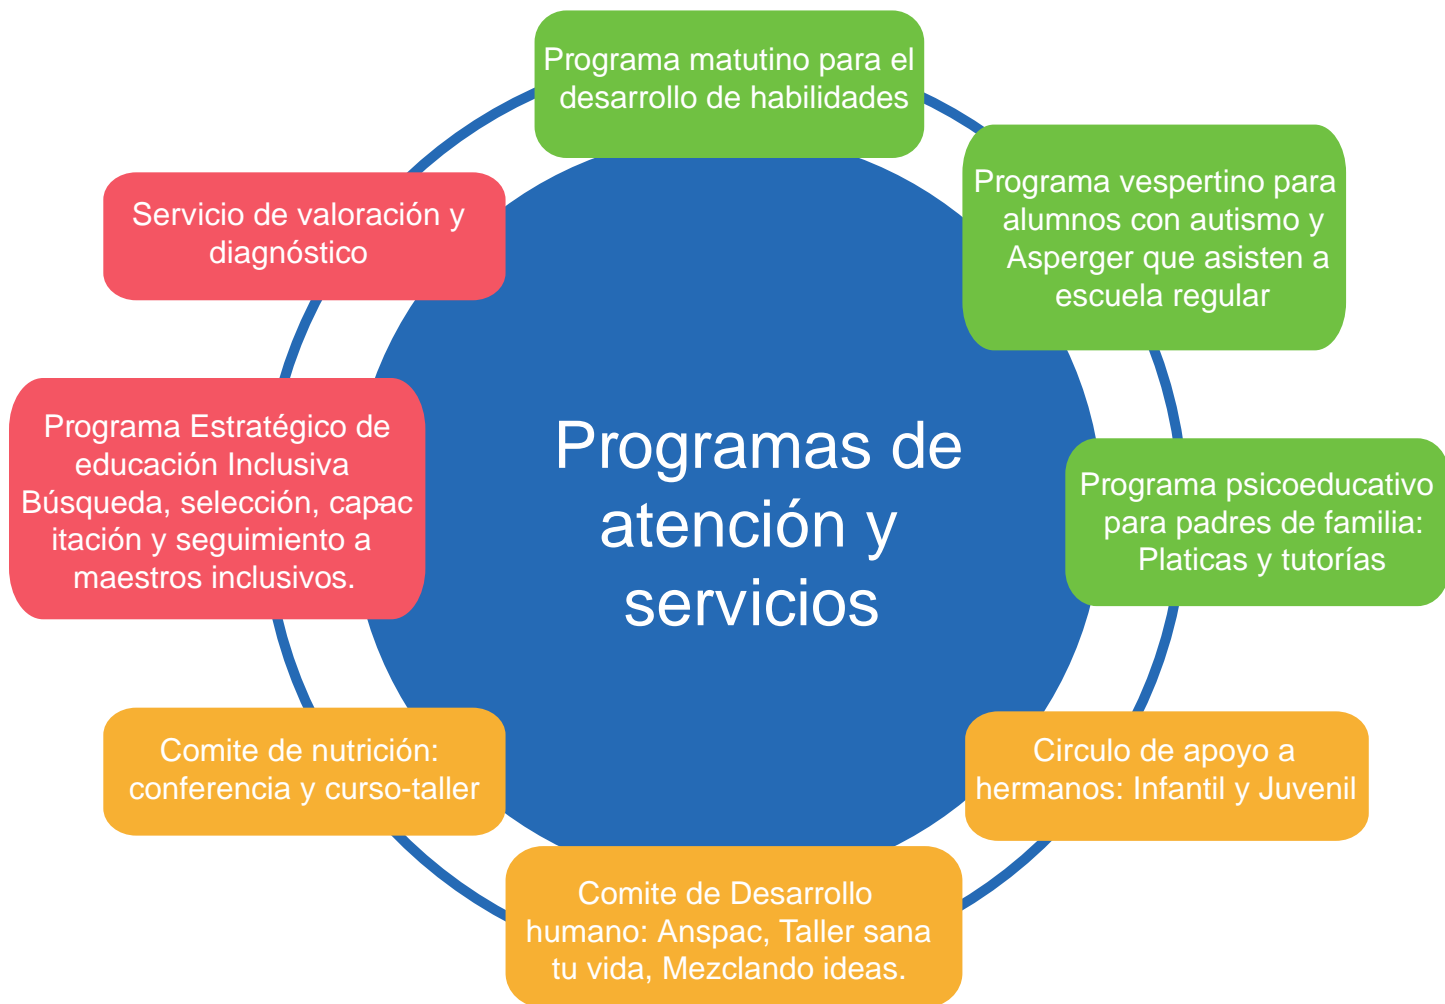 Programa matutino para el
desarrollo de habilidades
Programa vespertino para
alumnos con autismo y
Asperger que asisten a
escuela regular
Programa psicoeducativo
para padres de familia:
Platicas y tutorías
Circulo de apoyo a
hermanos: Infantil y Juvenil
Comite de Desarrollo
humano: Anspac, Taller sana
tu vida, Mezclando ideas.
Comite de nutrición:
conferencia y curso-taller
Programa Estratégico de
educación Inclusiva
Búsqueda, selección, capac
itación y seguimiento a
maestros inclusivos.
Servicio de valoración y
diagnóstico
Programas de
atención y
servicios